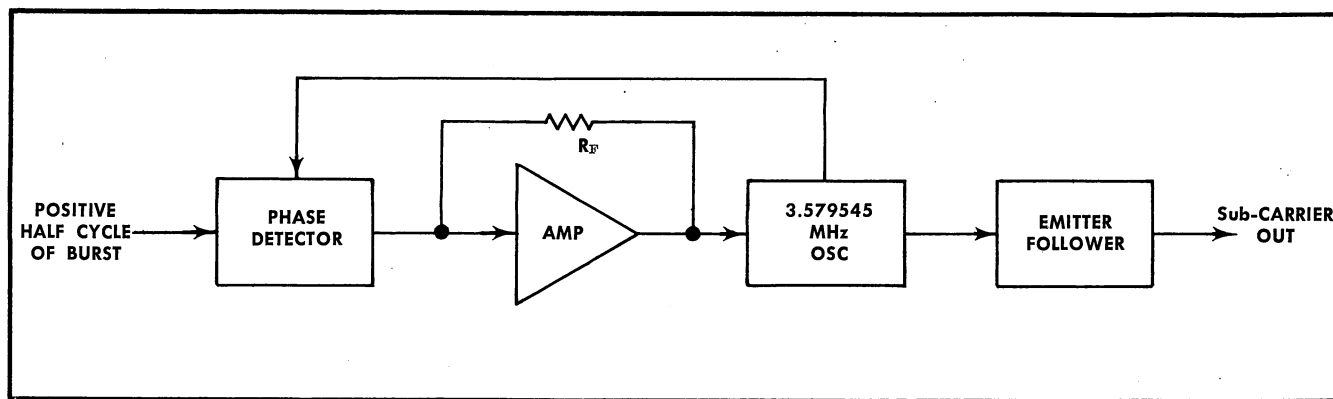 POSITIVE
HALF CYCLE
OF BURST
PHASE
DETECTOR
RF
AMP
3.579545
MHz
OSC
EMITTER
FOLLOWER
Sub-CARRIER
OUT